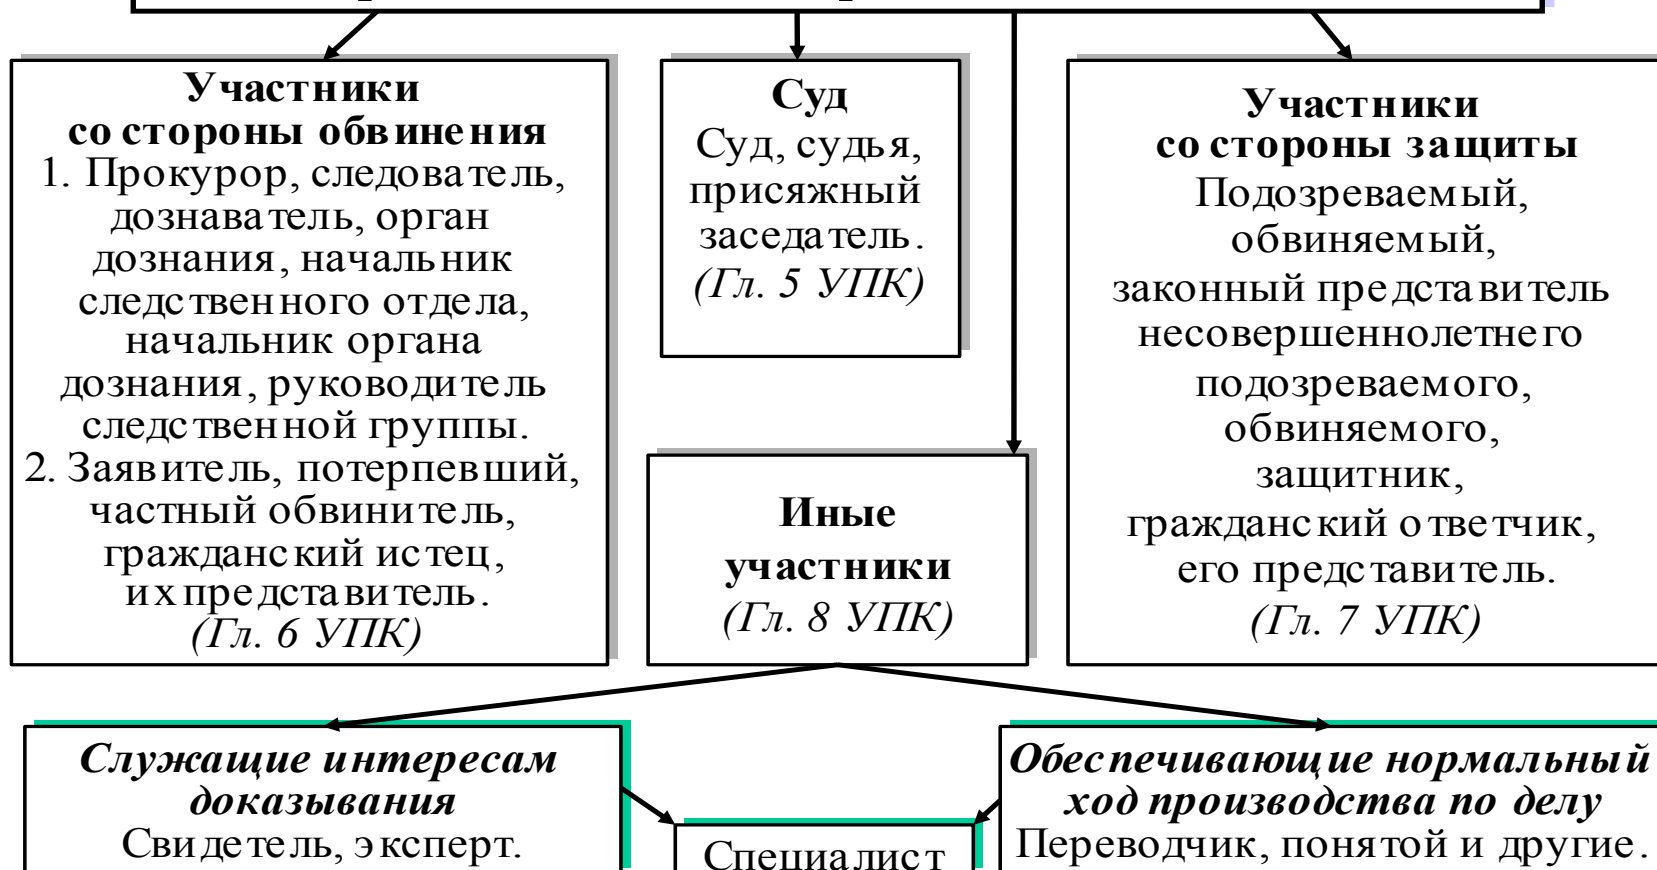 Участники
со стороны обвинения
1. Прокурор, следователь,
дознаватель, орган
дознания, начальник
следственного отдела,
начальник органа
дознания, руководитель
следственной группы.
2. Заявитель, потерпевший,
частный обвинитель,
гражданский истец,
их представитель.
(Гл. 6 УПК)
Суд
Суд, судья,
присяжный
заседатель.
(Гл. 5 УПК)
Участники
со стороны защиты
Подозреваемый,
обвиняемый,
законный представитель
несовершеннолетнего
подозреваемого,
обвиняемого,
защитник,
гражданский ответчик,
его представитель.
(Гл. 7 УПК)
Иные
участники
(Гл. 8 УПК)
Служащие интересам
доказывания
Свидетель, эксперт.
Специалист
Обеспечивающие нормальный
ход производства по делу
Переводчик, понятой и другие.